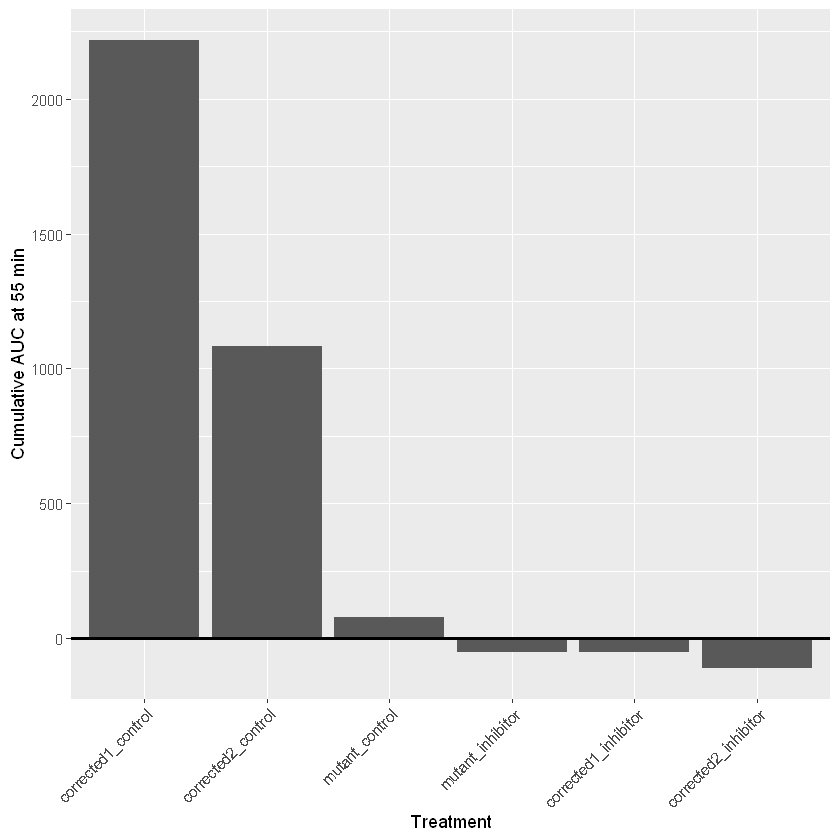 Cumulative AUC at 55 min
2000
1500
1000
500
0
corrected1_control
corrected2_control
mutant_control
mutant_inhibitor
corrected1_inhibitor
corrected2_inhibitor
Treatment